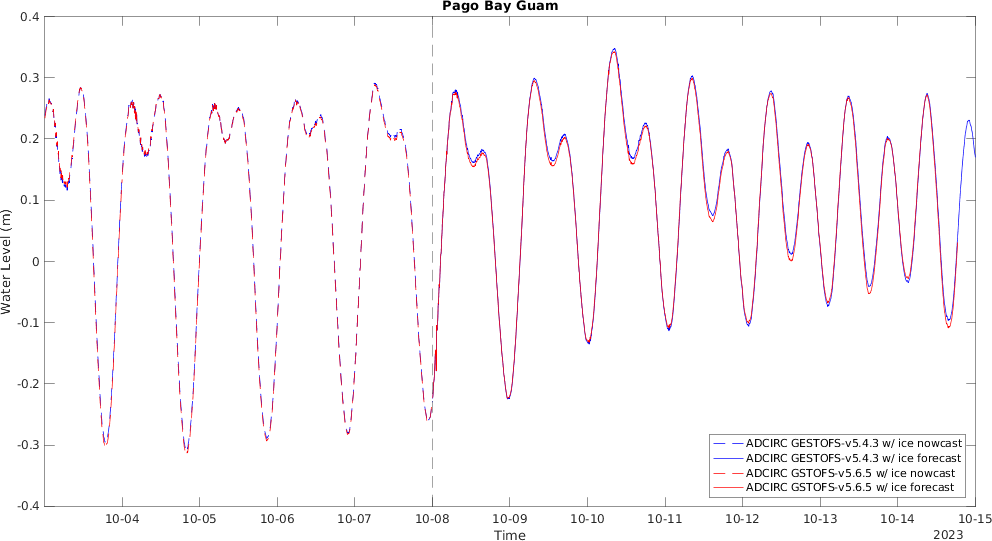 Pago Bay Guam
Water Level (m)
0.4
0.3
0.2
0.1
0
-0.1
-0.2
-0.3
-0.4
ADCIRC GESTOFS-v5.4.3 w/ ice nowcast
ADCIRC GESTOFS-v5.4.3 w/ ice forecast
ADCIRC GSTOFS-v5.6.5 w/ ice nowcast
ADCIRC GSTOFS-v5.6.5 w/ ice forecast
10-04 10-05 10-06 10-07 10-08 10-09 10-10 10-11 10-12 10-13 10-14 10-15
Time
2023